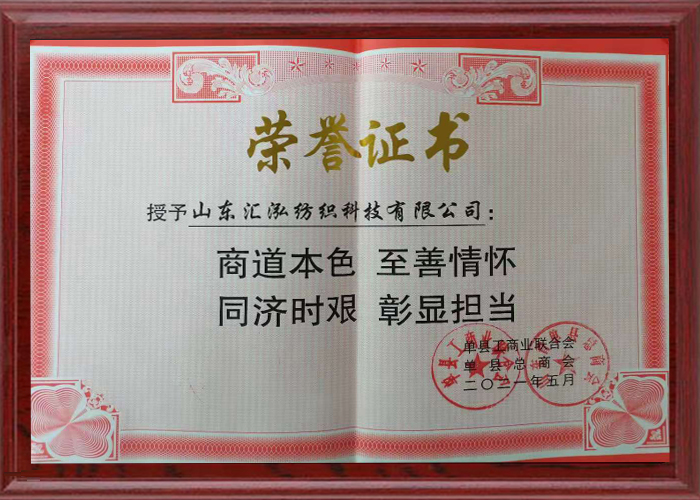 荣誉证书
授予山东汇泓纺织科技有限公司：
商道本色 至善情怀
同济时艰 彰显担当
单县工商业联合会
单县总商会
二〇二一年五月